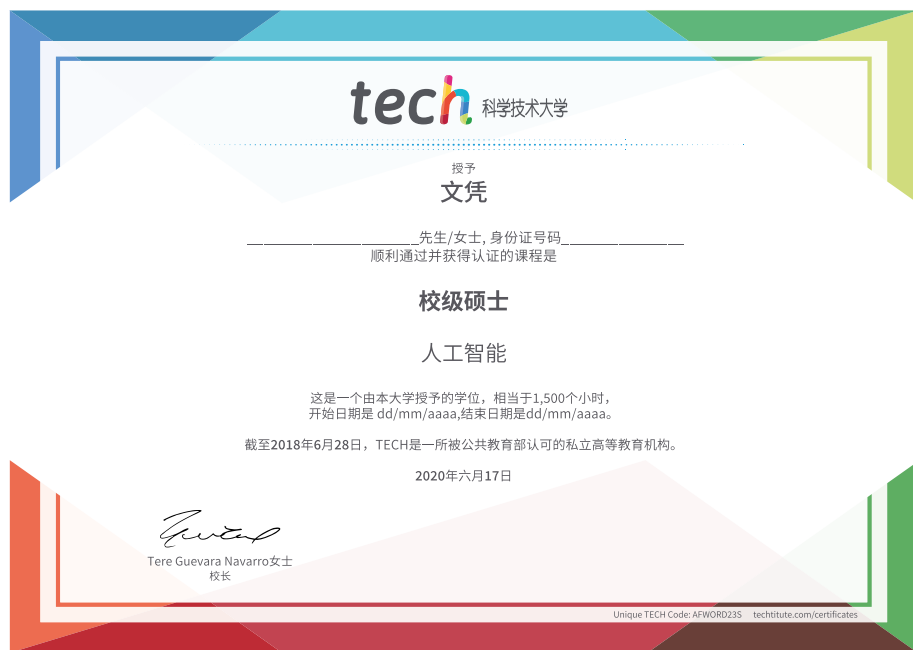 tech 科学技术大学
授予
文凭
_____________________先生/女士, 身份证号码_______________
顺利通过并获得认证的课程是
校级硕士
人工智能
这是一个由本大学授予的学位，相当于1,500个小时，
开始日期是 dd/mm/aaaa,结束日期是dd/mm/aaaa。
截至2018年6月28日，TECH是一所被公共教育部认可的私立高等教育机构。
2020年六月17日
Tere Guevara Navarro女士
校长
Unique TECH Code: AFWORD23S techtitute.com/certificates